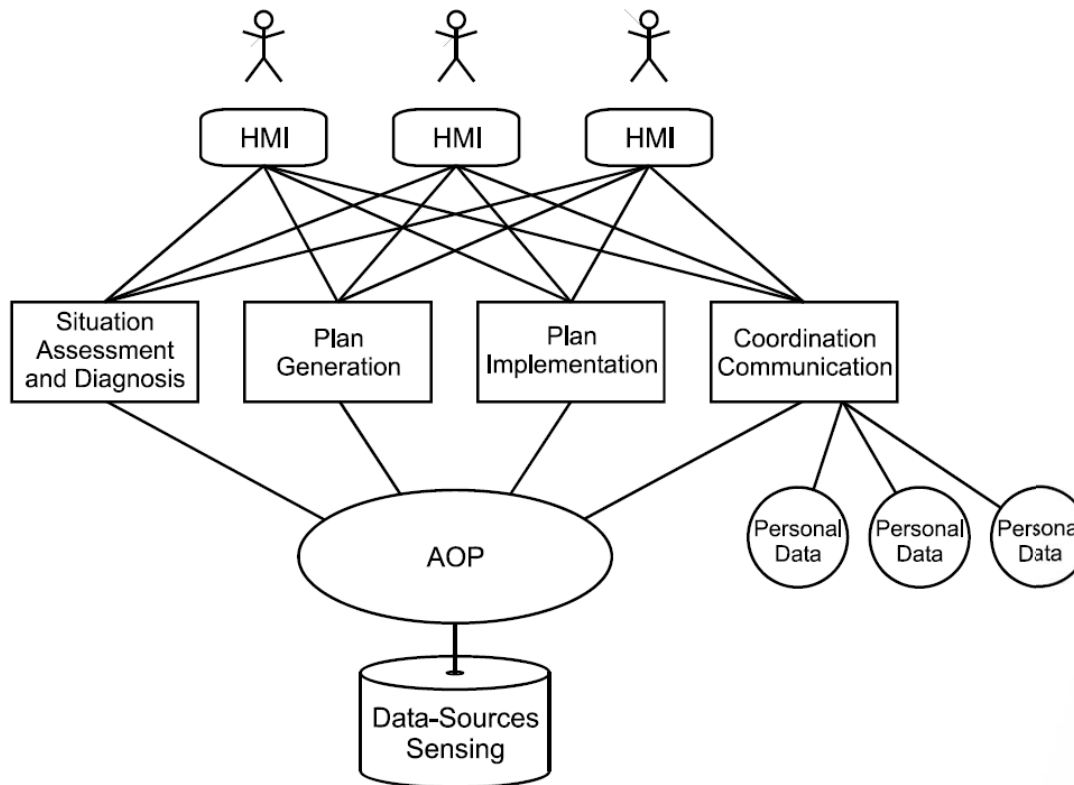 HMI
HMI
HMI
Situation
Assessment
and Diagnosis
Plan
Generation
Plan
Implementation
Coordination
Communication
AOP
Personal
Data
Personal
Data
Personal
Data
Data-Sources
Sensing